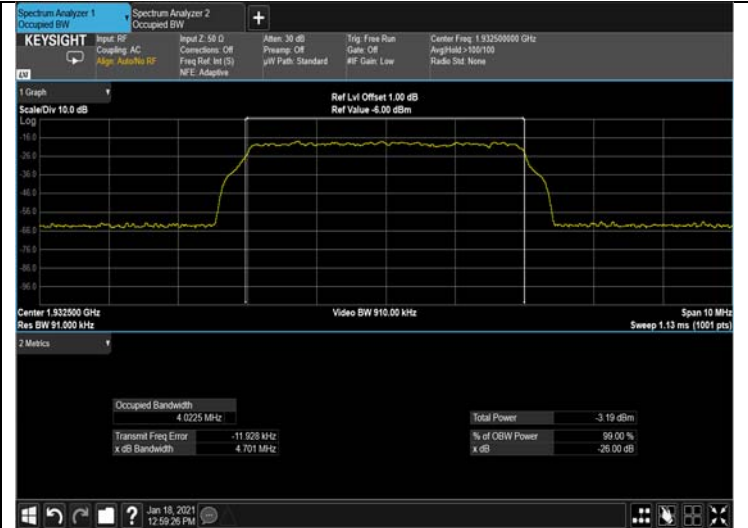 Spectrum Analyzer 1
Occupied BW
Spectrum Analyzer 2
Occupied BW
+
KEYSIGHT
Input: RF
Coupling: AC
Align: Auto/No RF
Input Z: 50 Ω
Corrections: Off
Freq Ref: Int (S)
NFE: Adaptive
Atten: 30 dB
Preamp: Off
µW Path: Standard
Trig: Free Run
Gate: Off
#IF Gain: Low
Center Freq: 1.932500000 GHz
Avg|Hold >100/100
Radio Std: None
LXI
1 Graph
Scale/Div 10.0 dB
Ref Lvl Offset 1.00 dB
Ref Value -6.00 dBm
Log
-16.0
-26.0
-36.0
-46.0
-56.0
-66.0
-76.0
-86.0
-96.0
Center 1.932500 GHz
Res BW 91.000 kHz
Video BW 910.00 kHz
Span 10 MHz
Sweep 1.13 ms (1001 pts)
2 Metrics
Occupied Bandwidth
4.0225 MHz
Transmit Freq Error -11.928 kHz
x dB Bandwidth 4.701 MHz
Total Power -3.19 dBm
% of OBW Power 99.00 %
x dB -26.00 dB
?
Jan 18, 2021
12:59:26 PM